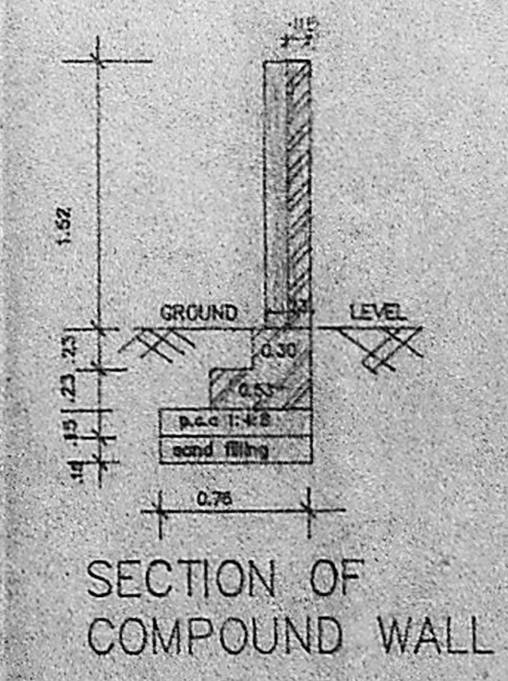 .115
1.52
GROUND LEVEL
.23
0.30
.23
0.53
p.c.c 1:4:8
.15
sand filling
0.76
SECTION OF
COMPOUND WALL